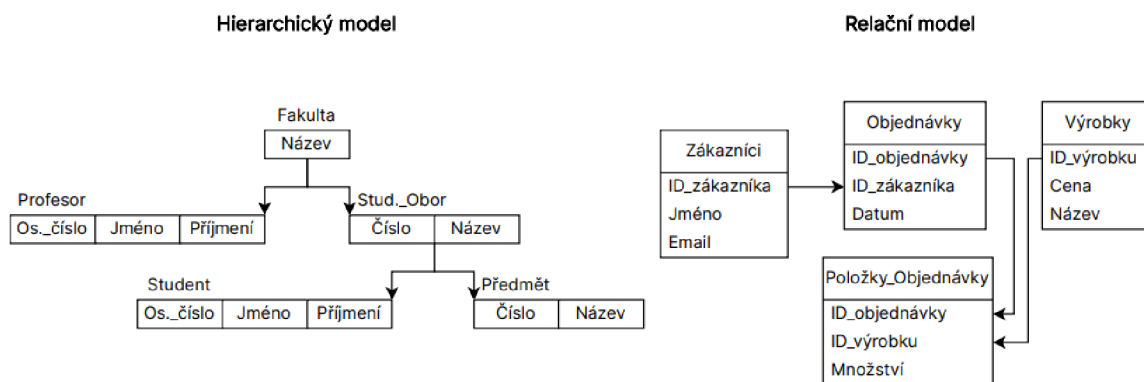 Hierarchický model
Fakulta
Název
Profesor
Os._číslo Jméno Příjmení
Stud._Obor
Číslo Název
Student
Os._číslo Jméno Příjmení
Předmět
Číslo Název
Relační model
Zákazníci
ID_zákazníka
Jméno
Email
Objednávky
ID_objednávky
ID_zákazníka
Datum
Výrobky
ID_výrobku
Cena
Název
Položky_Objednávky
ID_objednávky
ID_výrobku
Množství